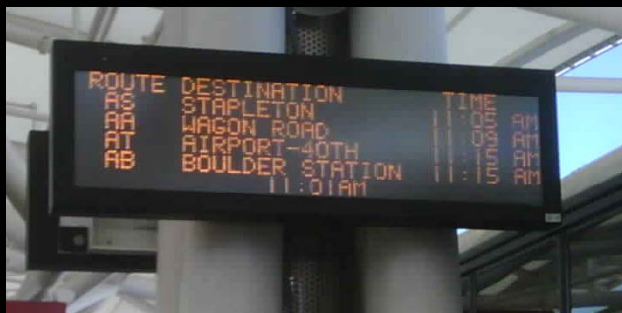 ROUTE DESTINATION TIME
AS STAPLETON 11:05 AM
AA WAGON ROAD 11:09 AM
AT AIRPORT-40TH 11:15 AM
AB BOULDER STATION 11:15 AM
11:01AM